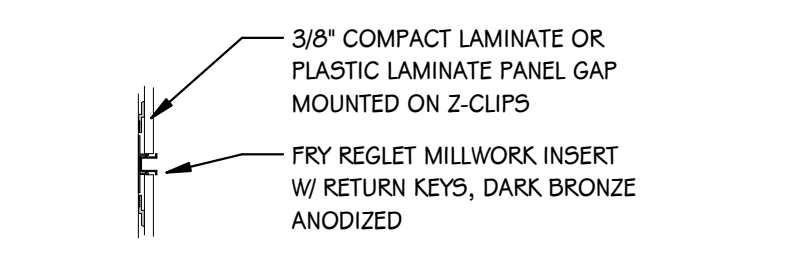 3/8" COMPACT LAMINATE OR
PLASTIC LAMINATE PANEL GAP
MOUNTED ON Z-CLIPS
FRY REGLET MILLWORK INSERT
W/ RETURN KEYS, DARK BRONZE
ANODIZED